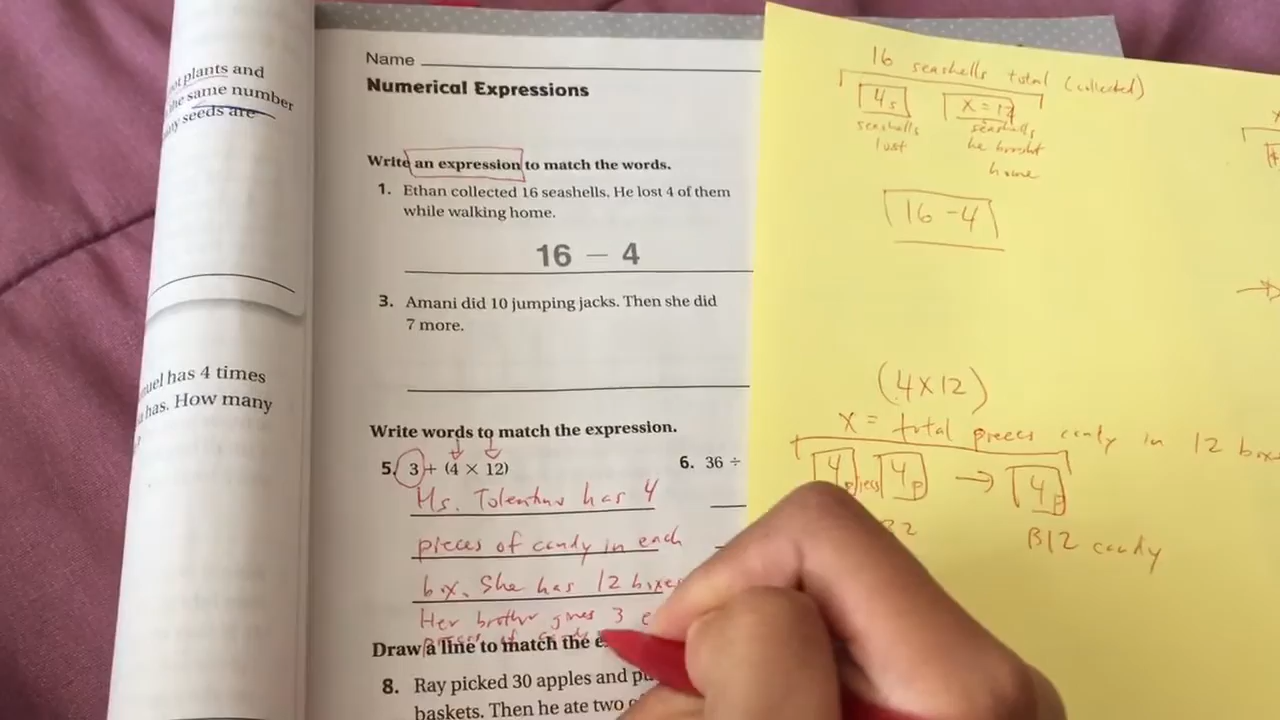 plants and
same number
seeds are
has 4 times
has. How many
Name
Numerical Expressions
Write an expression to match the words.
1. Ethan collected 16 seashells. He lost 4 of them
while walking home.
16 − 4
3. Amani did 10 jumping jacks. Then she did
7 more.
Write words to match the expression.
5. 3 + (4 × 12)
6. 36 ÷
Ms. Tolentino has 4
pieces of candy in each
box. She has 12 boxes
Her brother gives 3
pieces of
Draw a line to match the
8. Ray picked 30 apples and
baskets. Then he ate two
16 seashells total (collected)
4s
seashells
lost
x = 12
seashells
he brought
home
16 - 4
(4x12)
x = total pieces candy in 12
4 pieces 4p → 4p
B12 candy